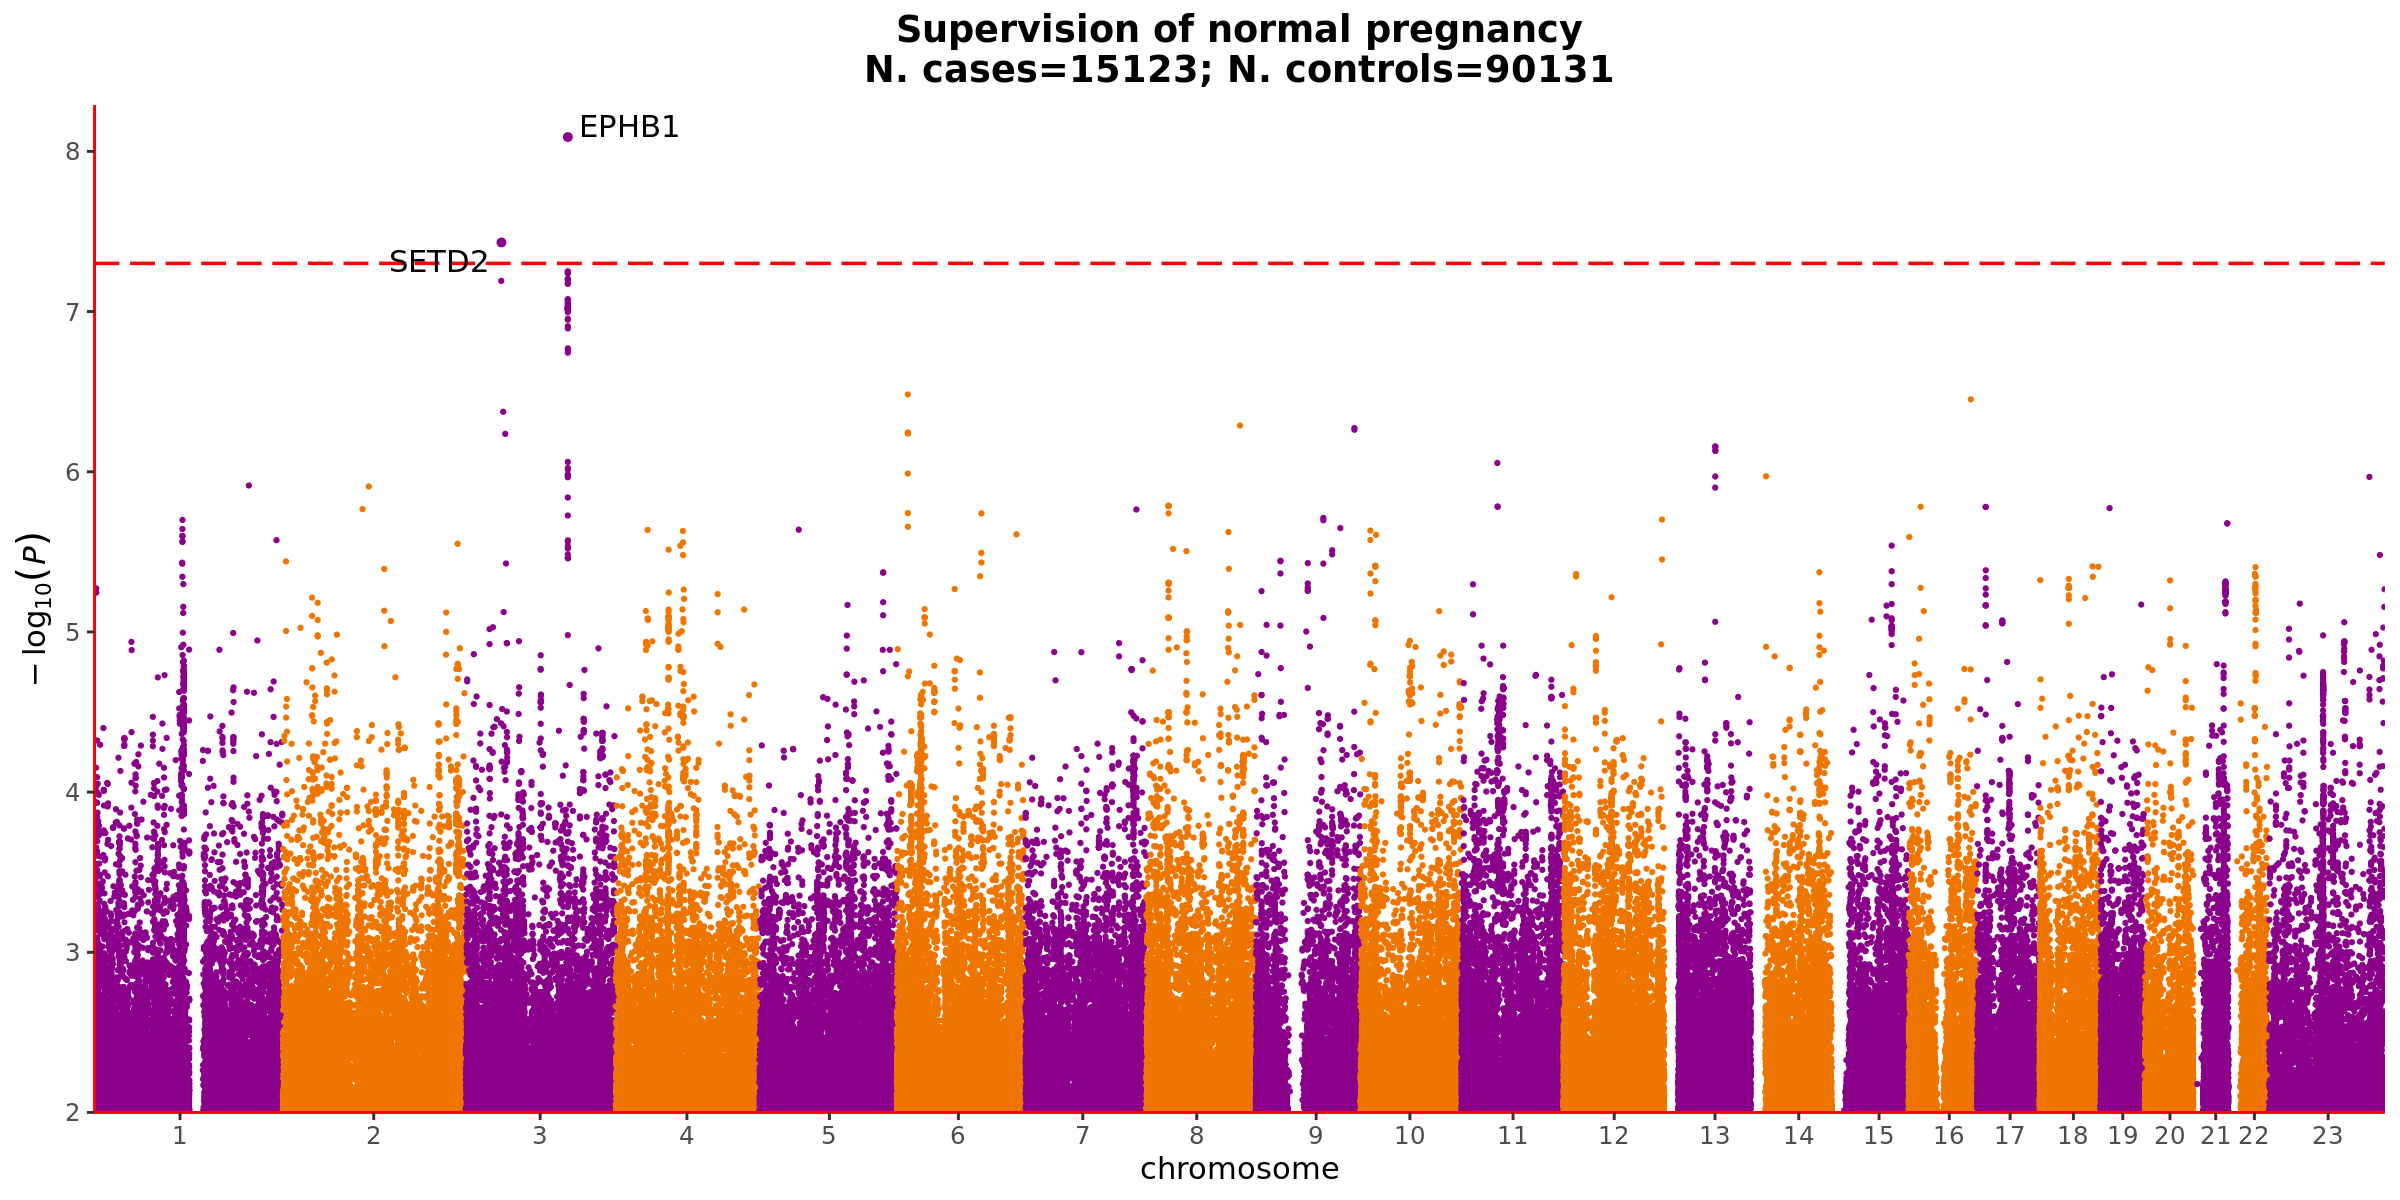 Supervision of normal pregnancy
N. cases=15123; N. controls=90131
EPHB1
SETD2
8
7
6
5
4
3
2
−log10(P)
1 2 3 4 5 6 7 8 9 10 11 12 13 14 15 16 17 18 19 20 21 22 23
chromosome